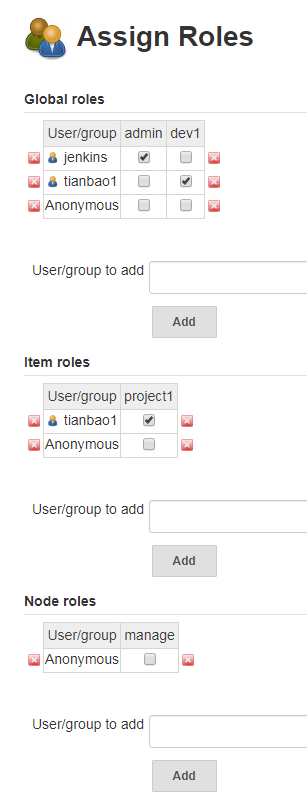 Assign Roles
Global roles
User/group admin dev1
jenkins
tianbao1
Anonymous
User/group to add
Add
Item roles
User/group project1
tianbao1
Anonymous
User/group to add
Add
Node roles
User/group manage
Anonymous
User/group to add
Add